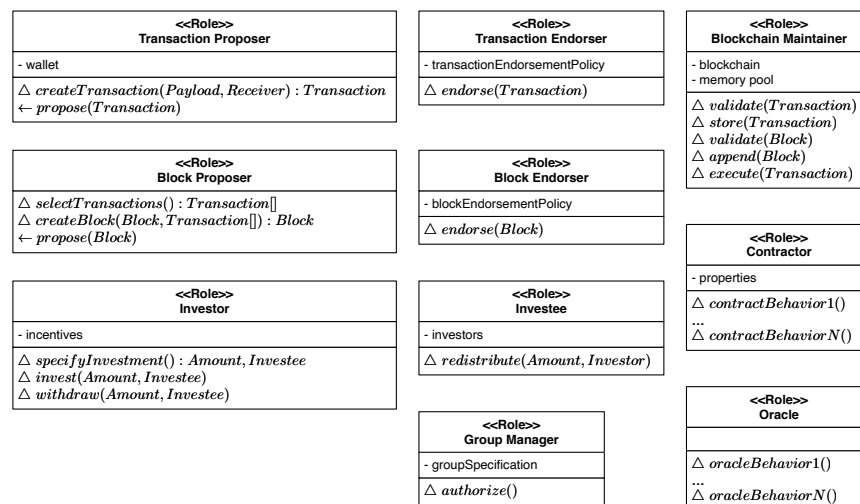 <<Role>>
Transaction Proposer
- wallet
△ createTransaction(Payload, Receiver) : Transaction
← propose(Transaction)
<<Role>>
Transaction Endorser
- transactionEndorsementPolicy
△ endorse(Transaction)
<<Role>>
Blockchain Maintainer
- blockchain
- memory pool
△ validate(Transaction)
△ store(Transaction)
△ validate(Block)
△ append(Block)
△ execute(Transaction)
<<Role>>
Block Proposer
△ selectTransactions() : Transaction[]
△ createBlock(Block, Transaction[]) : Block
← propose(Block)
<<Role>>
Block Endorser
- blockEndorsementPolicy
△ endorse(Block)
<<Role>>
Contractor
- properties
△ contractBehavior1()
...
△ contractBehaviorN()
<<Role>>
Investor
- incentives
△ specifyInvestment() : Amount, Investee
△ invest(Amount, Investee)
△ withdraw(Amount, Investee)
<<Role>>
Investee
- investors
△ redistribute(Amount, Investor)
<<Role>>
Group Manager
- groupSpecification
△ authorize()
<<Role>>
Oracle
△ oracleBehavior1()
...
△ oracleBehaviorN()